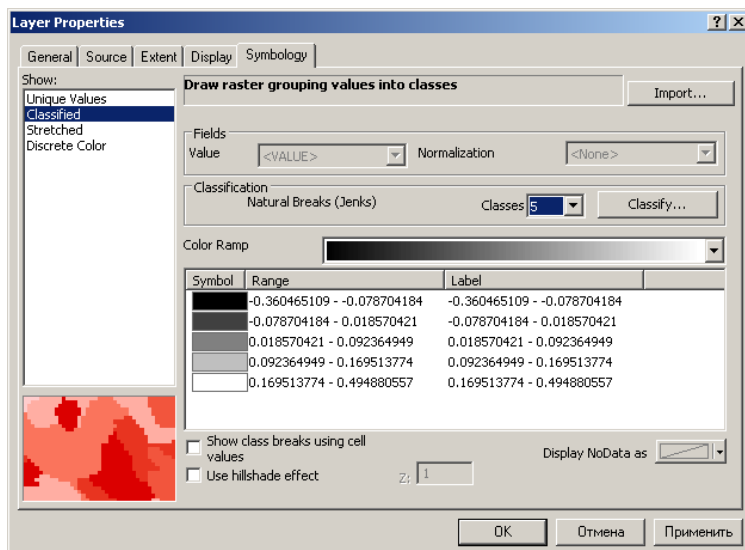 Layer Properties
General Source Extent Display Symbology
Show:
Unique Values
Classified
Stretched
Discrete Color
Draw raster grouping values into classes
Import...
Fields
Value <VALUE> Normalization <None>
Classification
Natural Breaks (Jenks) Classes 5 Classify...
Color Ramp
Symbol Range Label
-0.360465109 - -0.078704184 -0.360465109 - -0.078704184
-0.078704184 - 0.018570421 -0.078704184 - 0.018570421
0.018570421 - 0.092364949 0.018570421 - 0.092364949
0.092364949 - 0.169513774 0.092364949 - 0.169513774
0.169513774 - 0.494880557 0.169513774 - 0.494880557
Show class breaks using cell
values
Display NoData as
Use hillshade effect Z: 1
OK Отмена Применить